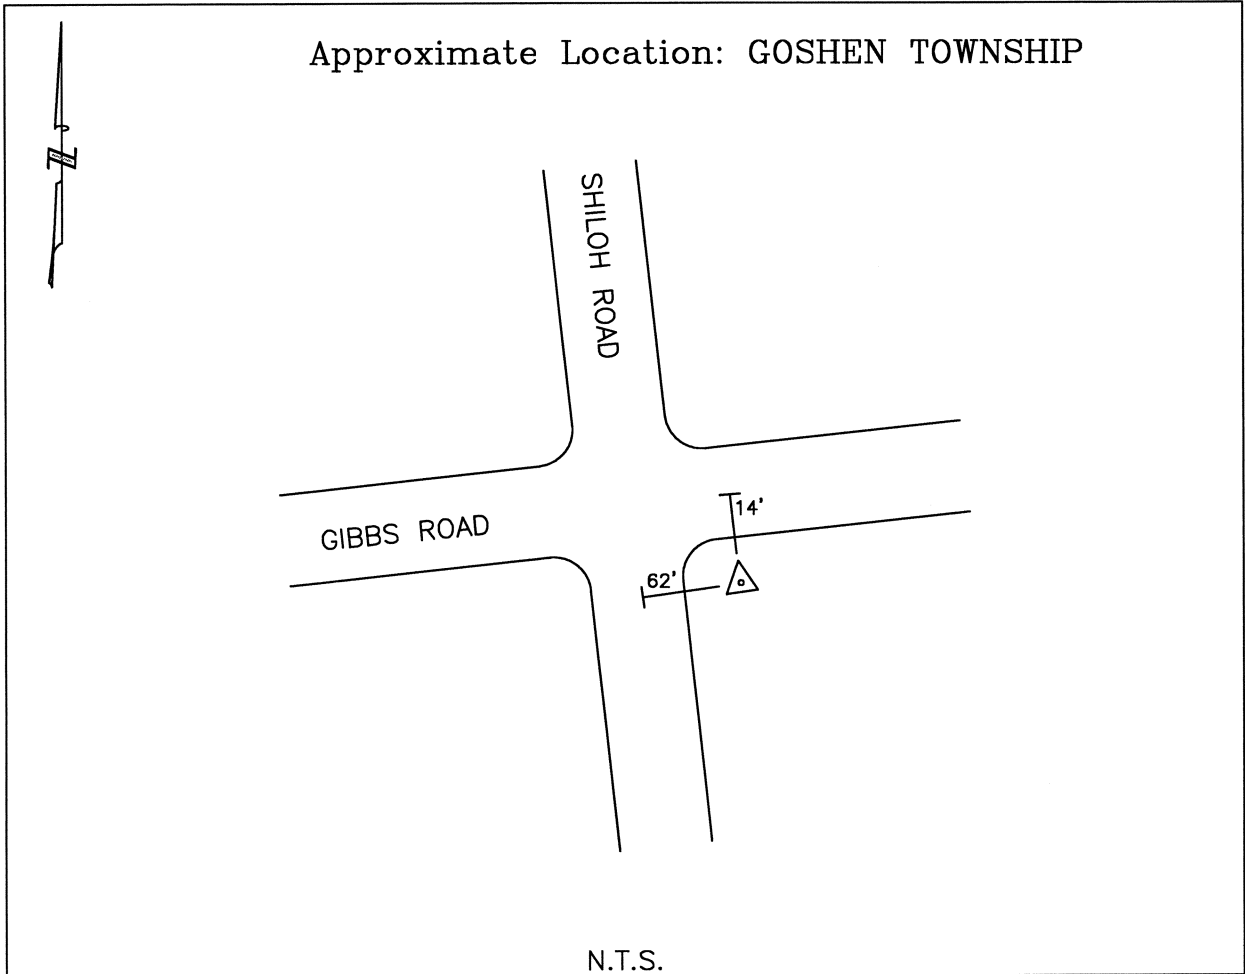 Approximate Location: GOSHEN TOWNSHIP
N
SHILOH ROAD
14'
GIBBS ROAD
62'
N.T.S.